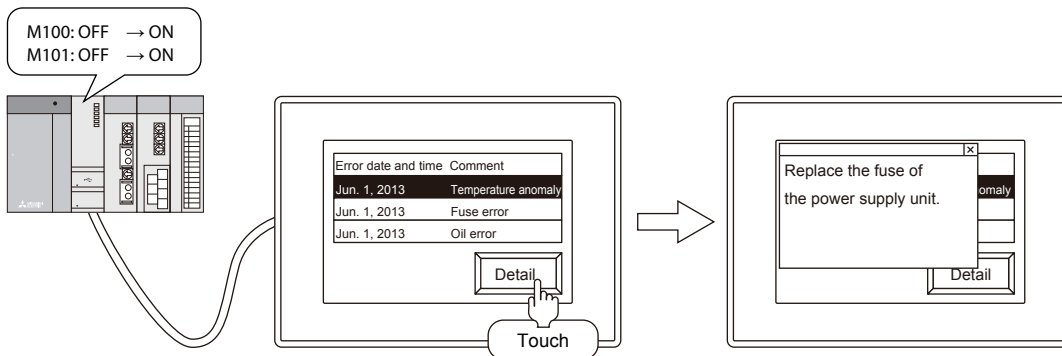 M100: OFF → ON
M101: OFF → ON
Error date and time Comment
Jun. 1, 2013 Temperature anomaly
Jun. 1, 2013 Fuse error
Jun. 1, 2013 Oil error
Detail
Touch
×
Replace the fuse of
the power supply unit.
omaly
Detail